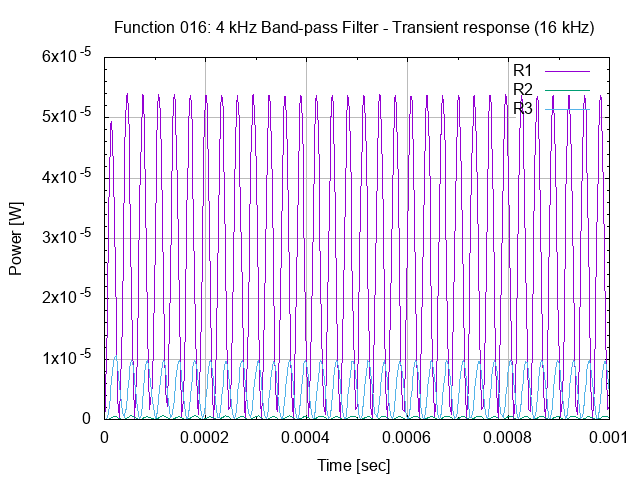 Function 016: 4 kHz Band-pass Filter - Transient response (16 kHz)
6x10^-5
5x10^-5
4x10^-5
3x10^-5
2x10^-5
1x10^-5
0
Power [W]
R1
R2
R3
0 0.0002 0.0004 0.0006 0.0008 0.001
Time [sec]